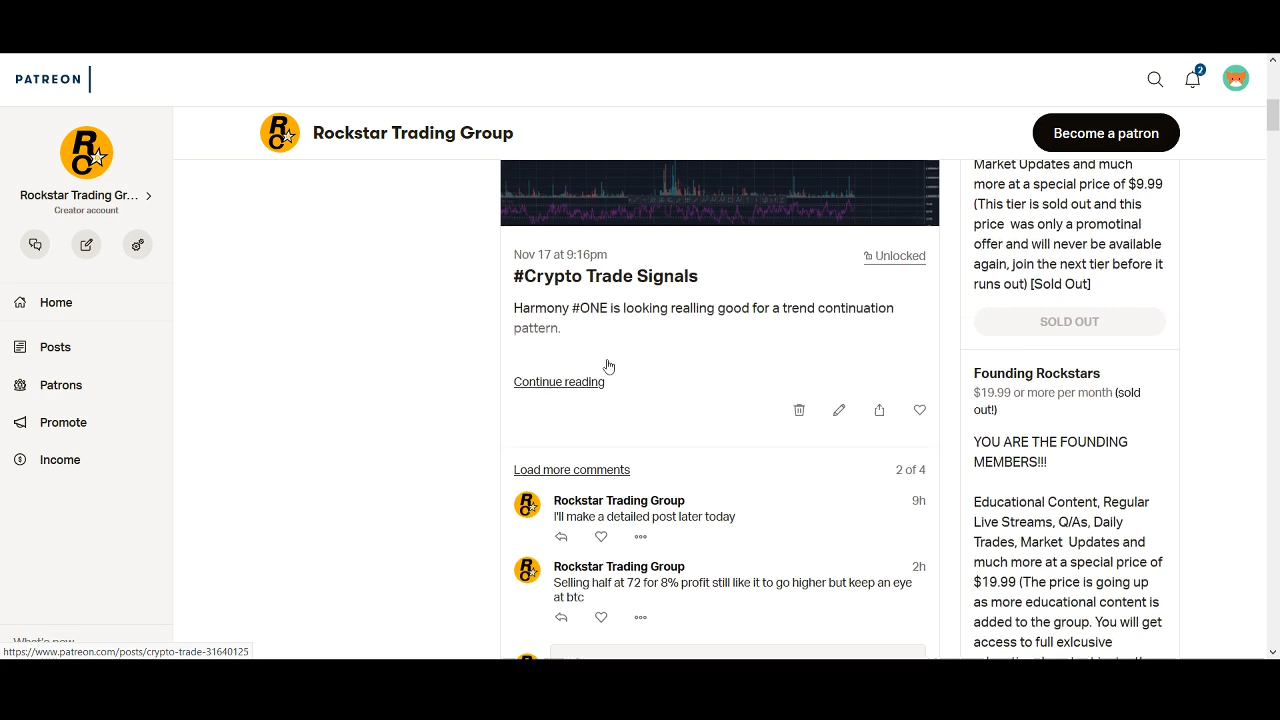 PATREON
2
Rockstar Trading Gr...
Creator account
Home
Posts
Patrons
Promote
Income
What's new
https://www.patreon.com/posts/crypto-trade-31640125
Rockstar Trading Group
Become a patron
Nov 17 at 9:16pm
Unlocked
#Crypto Trade Signals
Harmony #ONE is looking realling good for a trend continuation
pattern.
Continue reading
Load more comments
2 of 4
Rockstar Trading Group
9h
I'll make a detailed post later today
Rockstar Trading Group
2h
Selling half at 72 for 8% profit still like it to go higher but keep an eye
at btc
Market Updates and much
more at a special price of $9.99
(This tier is sold out and this
price was only a promotinal
offer and will never be available
again, join the next tier before it
runs out) [Sold Out]
SOLD OUT
Founding Rockstars
$19.99 or more per month (sold
out!)
YOU ARE THE FOUNDING
MEMBERS!!!
Educational Content, Regular
Live Streams, Q/As, Daily
Trades, Market Updates and
much more at a special price of
$19.99 (The price is going up
as more educational content is
added to the group. You will get
access to full exlcusive